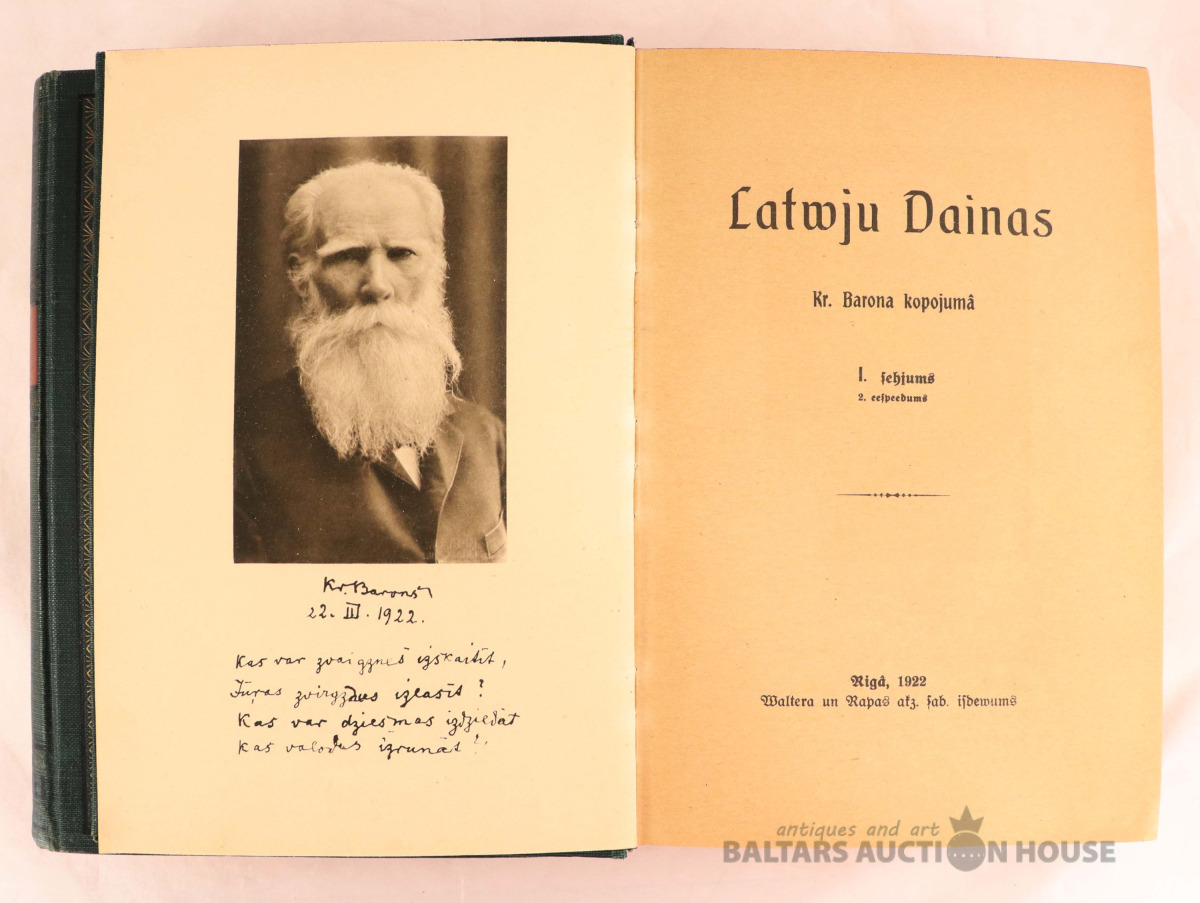 Kr. Barons
22. III. 1922.
Kas var zvaigznes izskaitīt,
Jūŗas zvirgzdus izlasīt?
Kas var dziesmas izdziedāt
Kas valodas izrunāt?
Latwju Dainas
Kr. Barona kopojumâ
I. ſehjums
2. eeſpeedums
Rigâ, 1922
Waltera un Rapas akz. ſab. iſdewums
antiques and art
BALTARS AUCTION HOUSE